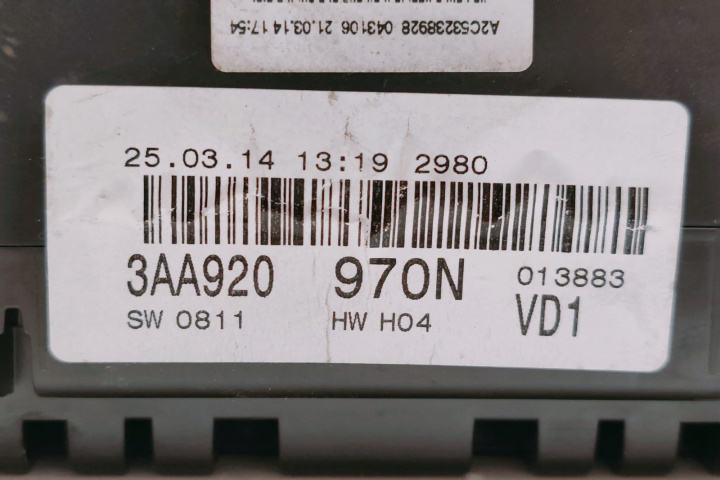 A2C53238928 043106 21.03.14 17:54
25.03.14 13:19 2980
3AA920 970N 013883
SW 0811 HW H04 VD1